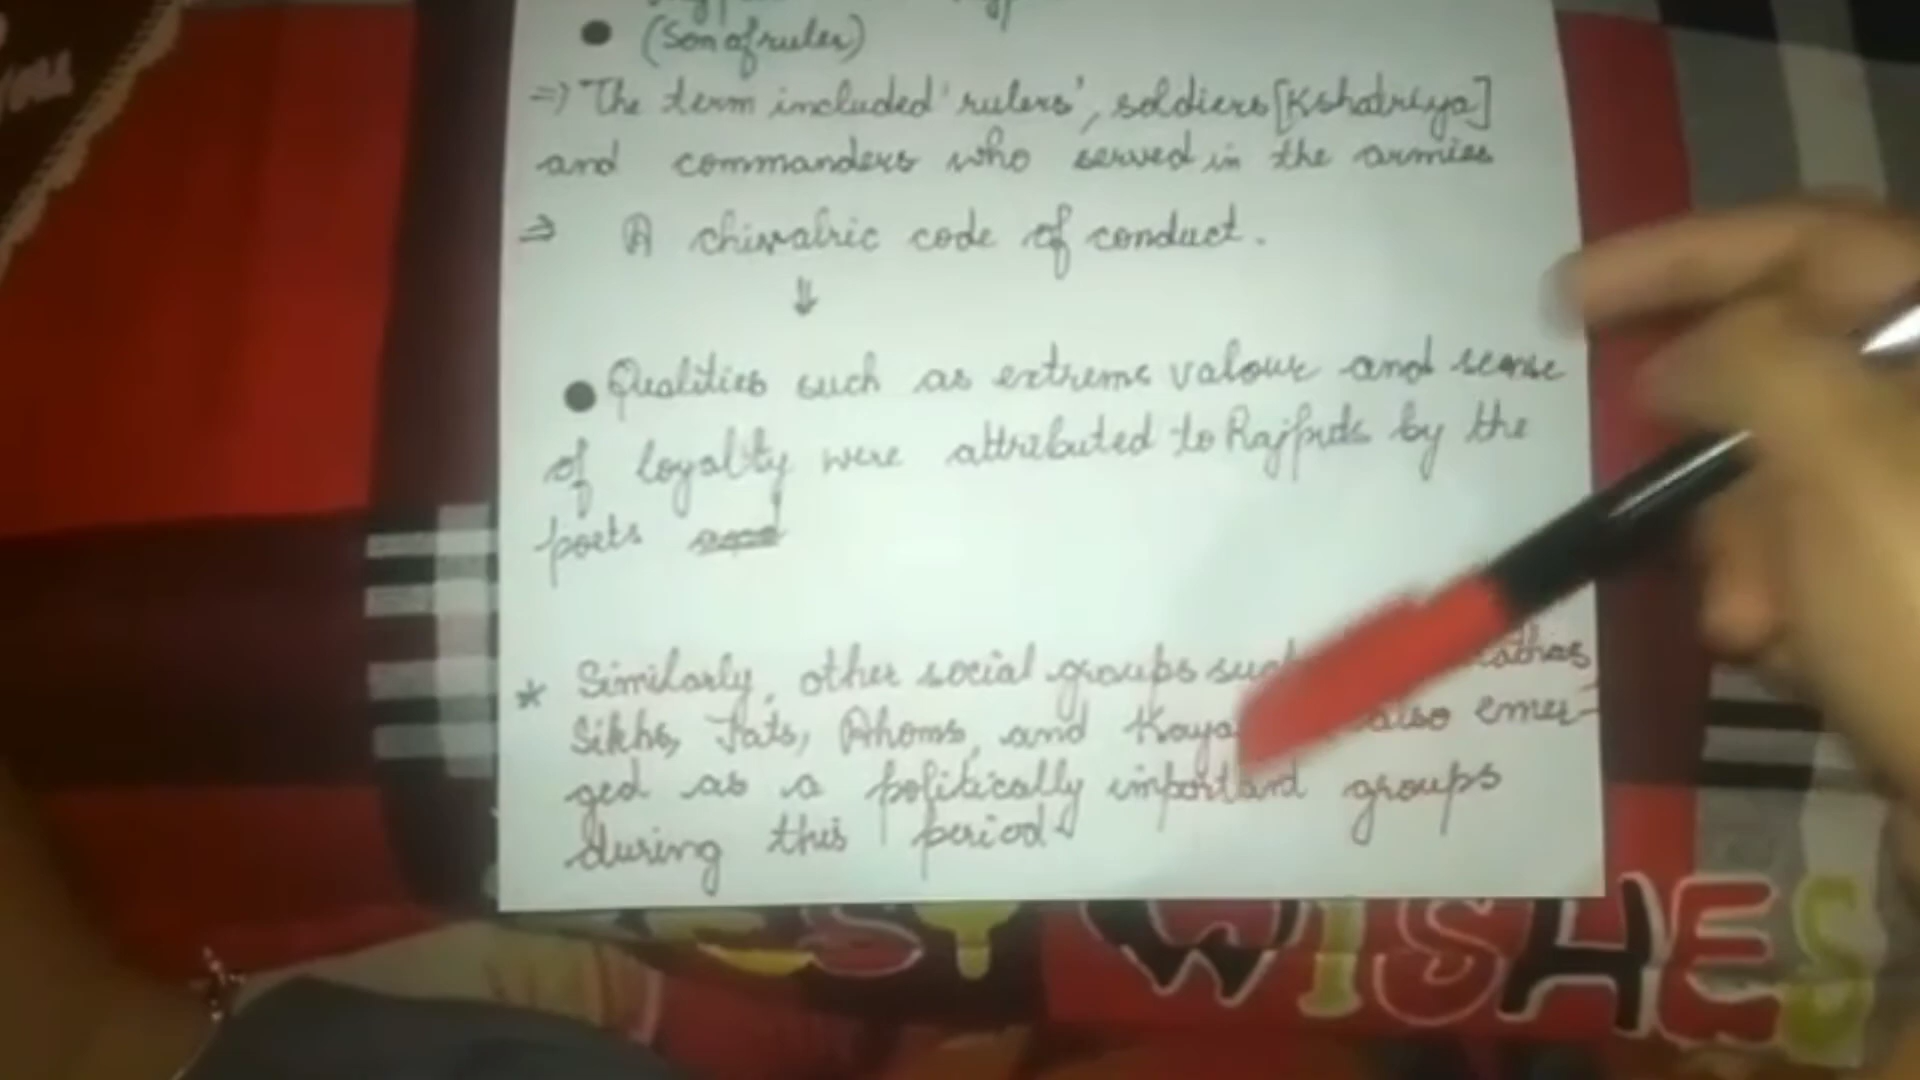 (Son of ruler)
⇒ The term included 'rulers', soldiers [Kshatriya]
and commanders who served in the armies
⇒ A chivalric code of conduct.
⇓
Qualities such as extreme valour and sense
of loyalty were attributed to Rajputs by the
poets
* Similarly, other social groups
Sikhs, Jats, Ahoms, and also emer-
ged as a politically important groups
during this period
WISHES